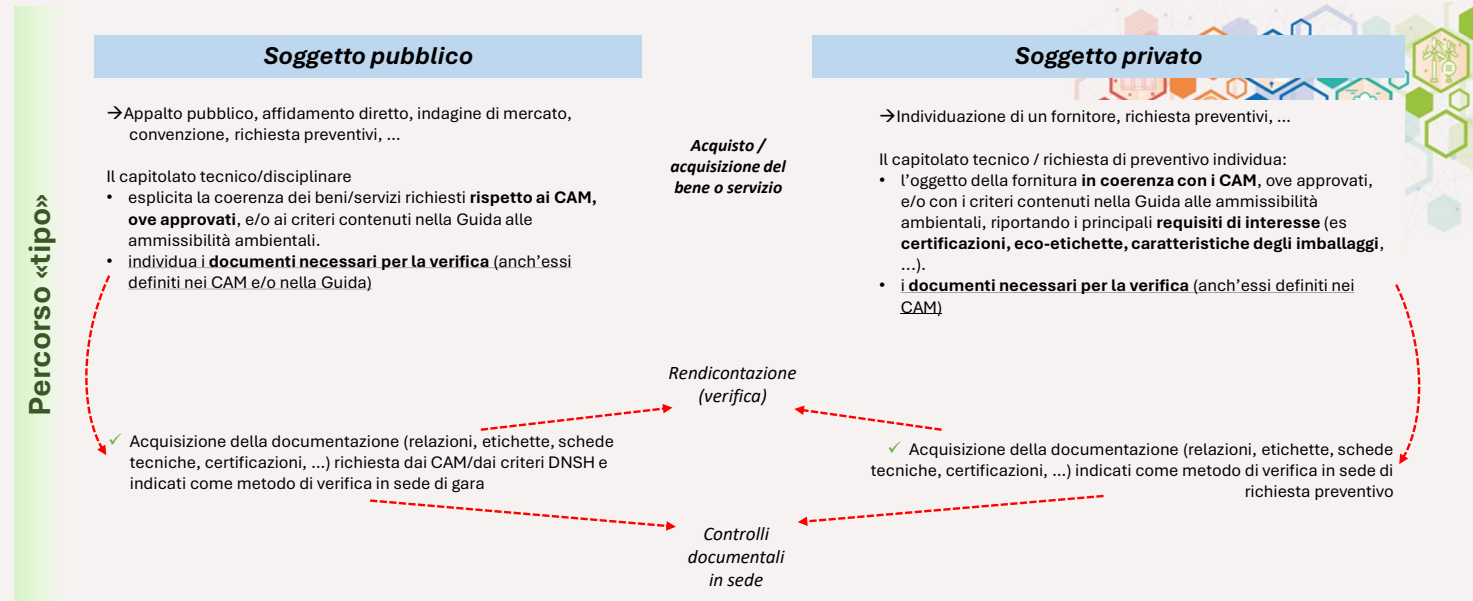 Percorso «tipo»
Soggetto pubblico
→Appalto pubblico, affidamento diretto, indagine di mercato,
convenzione, richiesta preventivi, ...
Il capitolato tecnico/disciplinare
• esplicita la coerenza dei beni/servizi richiesti rispetto ai CAM,
ove approvati, e/o ai criteri contenuti nella Guida alle
ammissibilità ambientali.
• individua i documenti necessari per la verifica (anch’essi
definiti nei CAM e/o nella Guida)
✓ Acquisizione della documentazione (relazioni, etichette, schede
tecniche, certificazioni, ...) richiesta dai CAM/dai criteri DNSH e
indicati come metodo di verifica in sede di gara
Acquisto /
acquisizione del
bene o servizio
Rendicontazione
(verifica)
Controlli
documentali
in sede
Soggetto privato
→Individuazione di un fornitore, richiesta preventivi, ...
Il capitolato tecnico / richiesta di preventivo individua:
• l’oggetto della fornitura in coerenza con i CAM, ove approvati,
e/o con i criteri contenuti nella Guida alle ammissibilità
ambientali, riportando i principali requisiti di interesse (es
certificazioni, eco-etichette, caratteristiche degli imballaggi,
...).
• i documenti necessari per la verifica (anch’essi definiti nei
CAM)
✓ Acquisizione della documentazione (relazioni, etichette, schede
tecniche, certificazioni, ...) indicati come metodo di verifica in sede di
richiesta preventivo